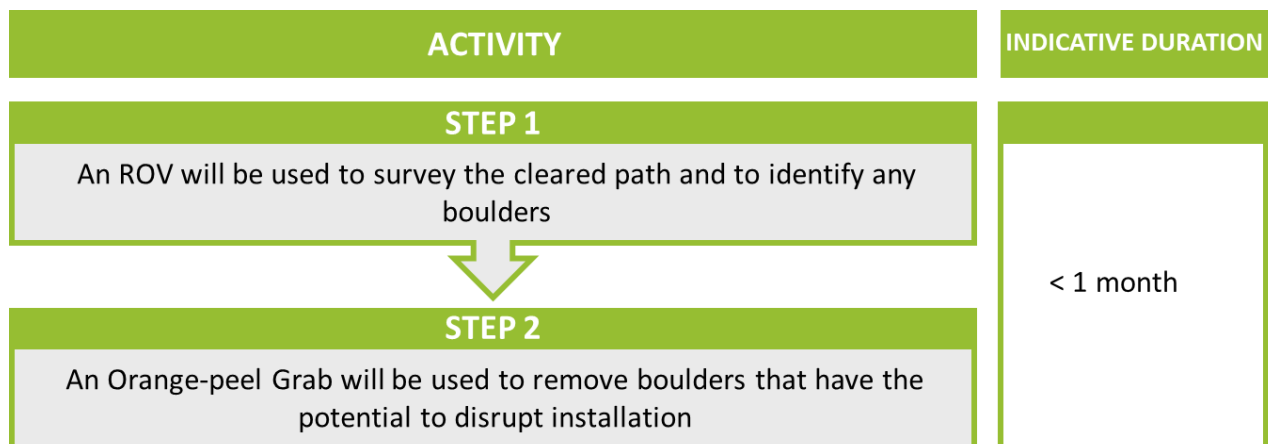 ACTIVITY
INDICATIVE DURATION
STEP 1
An ROV will be used to survey the cleared path and to identify any
boulders
< 1 month
STEP 2
An Orange-peel Grab will be used to remove boulders that have the
potential to disrupt installation